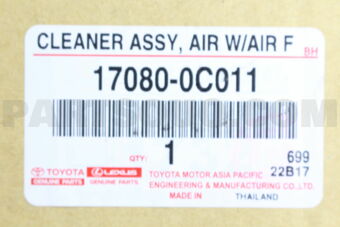 CLEANER ASSY, AIR W/AIR F
BH
17080-0C011
QTY:
1
699
22B17
TOYOTA
GENUINE PARTS
LEXUS
GENUINE PARTS
TOYOTA MOTOR ASIA PACIFIC
ENGINEERING & MANUFACTURING CO.,LTD.
MADE IN THAILAND